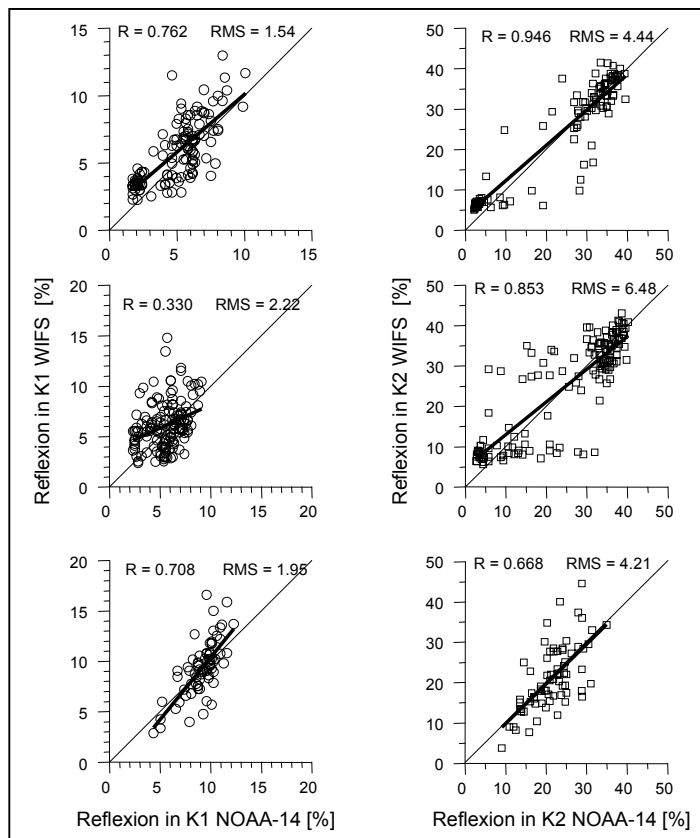 R = 0.762 RMS = 1.54
15
10
5
0
0 5 10 15
R = 0.946 RMS = 4.44
50
40
30
20
10
0
0 10 20 30 40 50
Reflexion in K1 WIFS [%]
R = 0.330 RMS = 2.22
20
15
10
5
0
0 5 10 15 20
Reflexion in K2 WIFS [%]
R = 0.853 RMS = 6.48
50
40
30
20
10
0
0 10 20 30 40 50
R = 0.708 RMS = 1.95
20
15
10
5
0
0 5 10 15 20
Reflexion in K1 NOAA-14 [%]
R = 0.668 RMS = 4.21
50
40
30
20
10
0
0 10 20 30 40 50
Reflexion in K2 NOAA-14 [%]